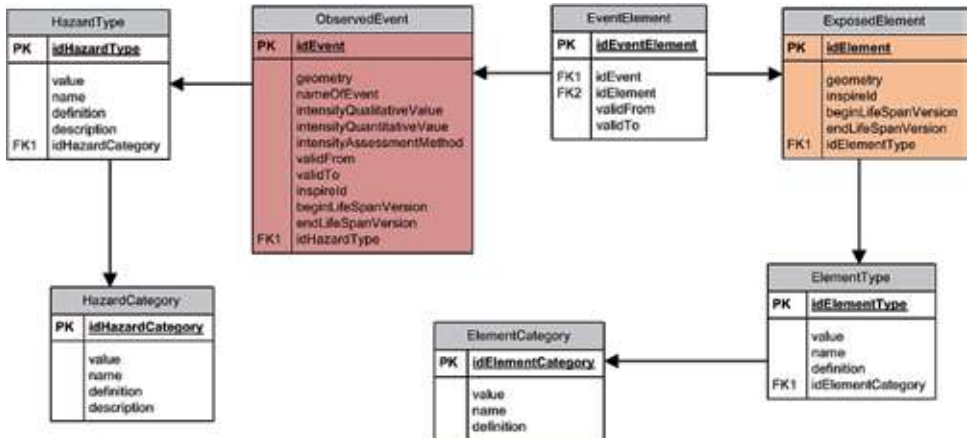 HazardType
PK idHazardType
value
name
definition
description
FK1 idHazardCategory
ObservedEvent
PK idEvent
geometry
nameOfEvent
intensityQualitativeValue
intensityQuantitativeVaue
intensityAssessmentMethod
validFrom
validTo
inspireId
beginLifeSpanVersion
endLifeSpanVersion
FK1 idHazardType
EventElement
PK idEventElement
FK1 idEvent
FK2 idElement
validFrom
validTo
ExposedElement
PK idElement
geometry
inspireId
beginLifeSpanVersion
endLifeSpanVersion
FK1 idElementType
HazardCategory
PK idHazardCategory
value
name
definition
description
ElementCategory
PK idElementCategory
value
name
definition
ElementType
PK idElementType
value
name
definition
FK1 idElementCategory